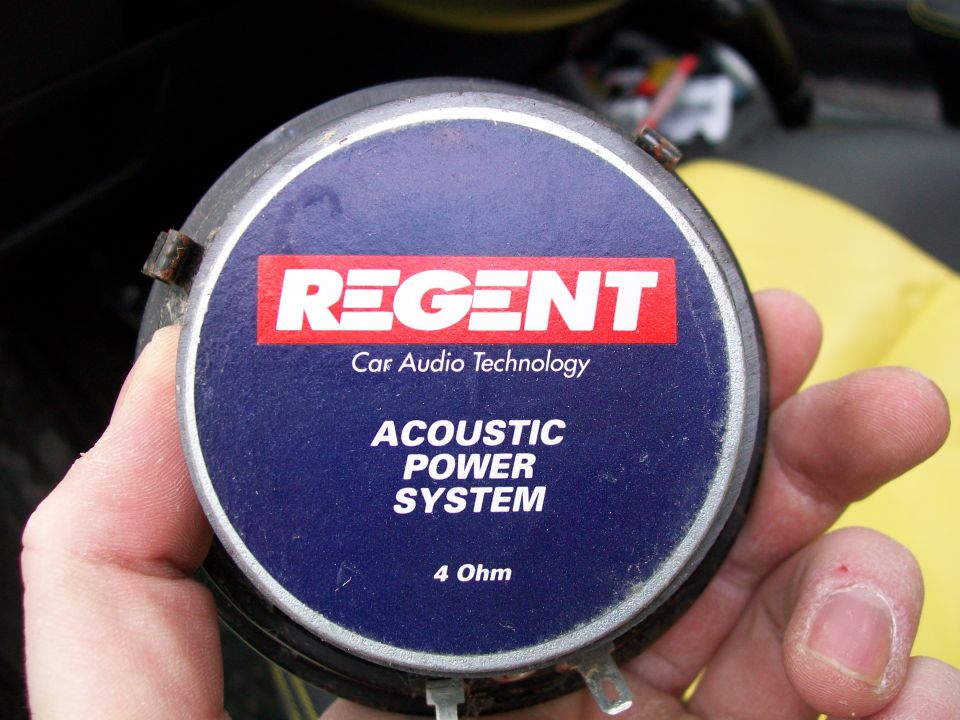 REGENT
Car Audio Technology
ACOUSTIC
POWER
SYSTEM
4 Ohm